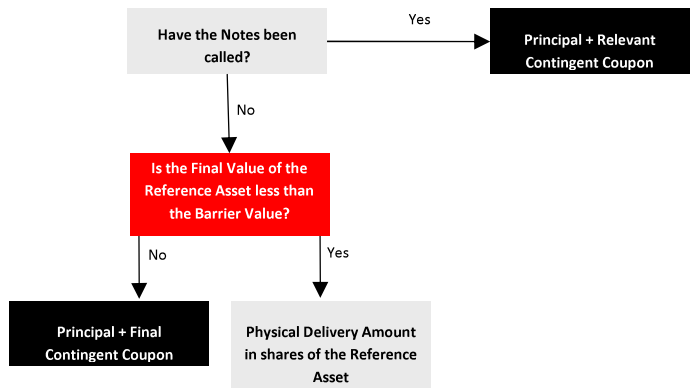 Have the Notes been
called?
Yes
Principal + Relevant
Contingent Coupon
No
Is the Final Value of the
Reference Asset less than
the Barrier Value?
No
Yes
Principal + Final
Contingent Coupon
Physical Delivery Amount
in shares of the Reference
Asset